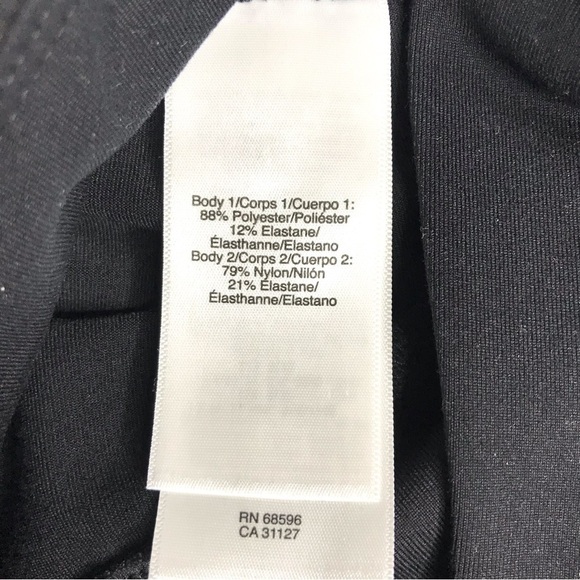 Body 1/Corps 1/Cuerpo 1:
88% Polyester/Poliéster
12% Elastane/
Élasthanne/Elastano
Body 2/Corps 2/Cuerpo 2:
79% Nylon/Nilón
21% Élastane/
Élasthanne/Elastano
RN 68596
CA 31127